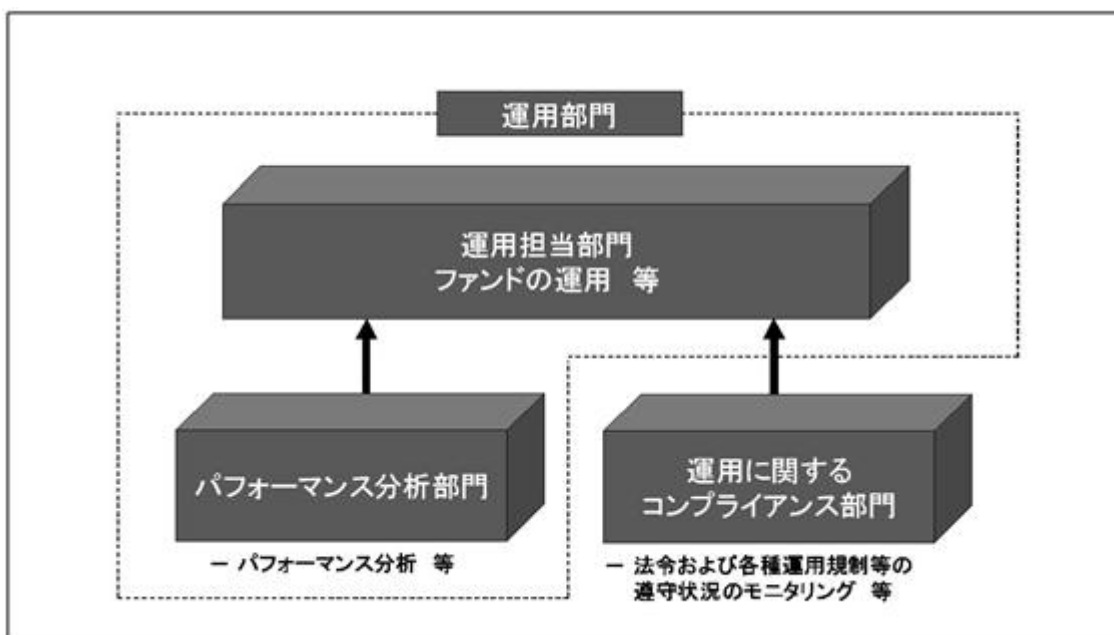 運用部門
運用担当部門
ファンドの運用 等
パフォーマンス分析部門
－ パフォーマンス分析 等
運用に関する
コンプライアンス部門
－ 法令および各種運用規制等の
遵守状況のモニタリング 等